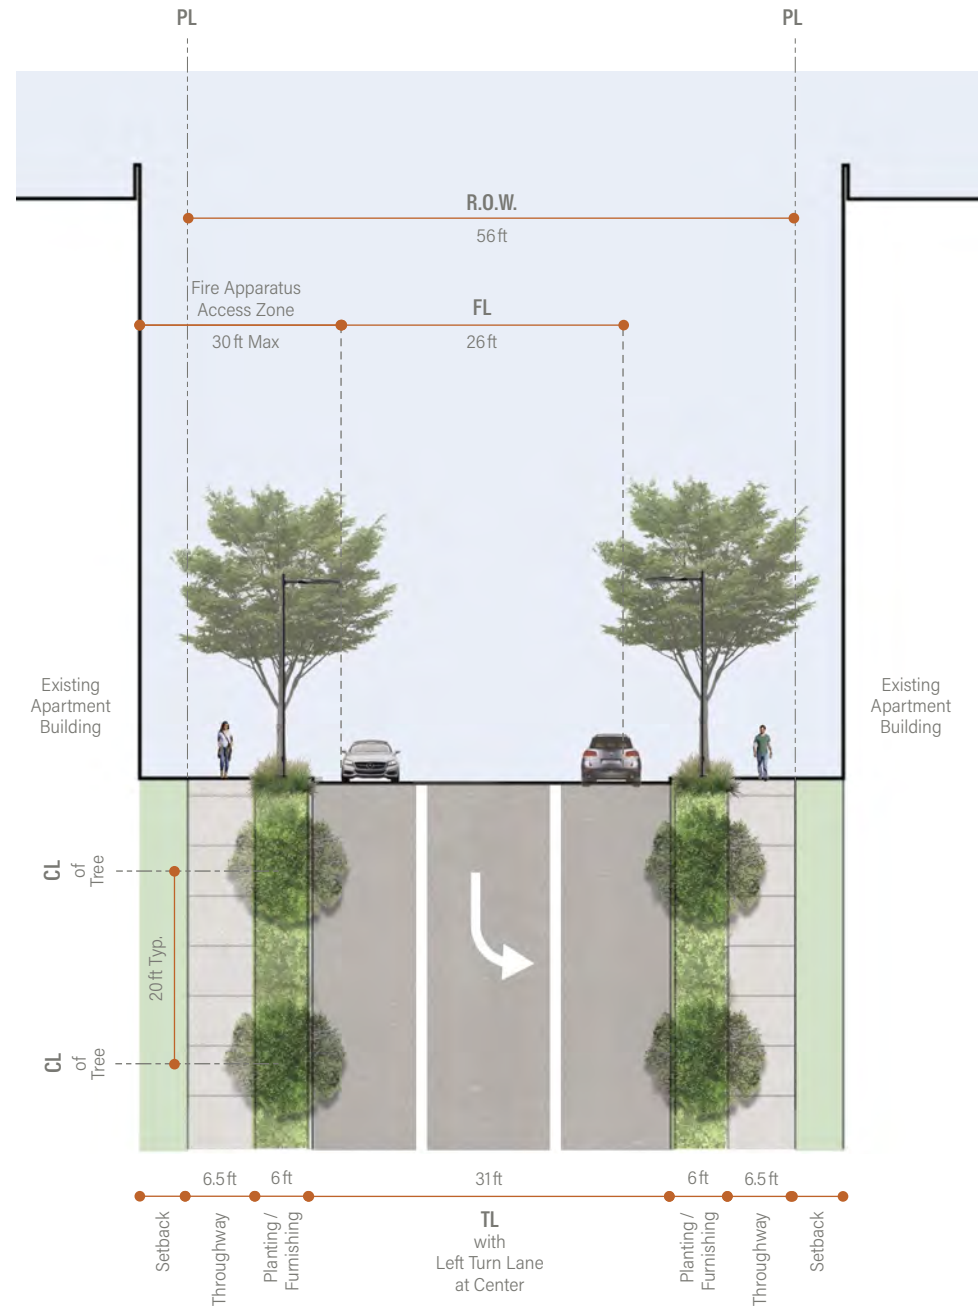 PL
PL
R.O.W.
56 ft
Fire Apparatus
Access Zone
30 ft Max
FL
26 ft
Existing
Apartment
Building
Existing
Apartment
Building
CL
of
Tree
20 ft Typ.
CL
of
Tree
6.5 ft
6 ft
31 ft
6 ft
6.5 ft
Setback
Throughway
Planting /
Furnishing
TL
with
Left Turn Lane
at Center
Planting /
Furnishing
Throughway
Setback